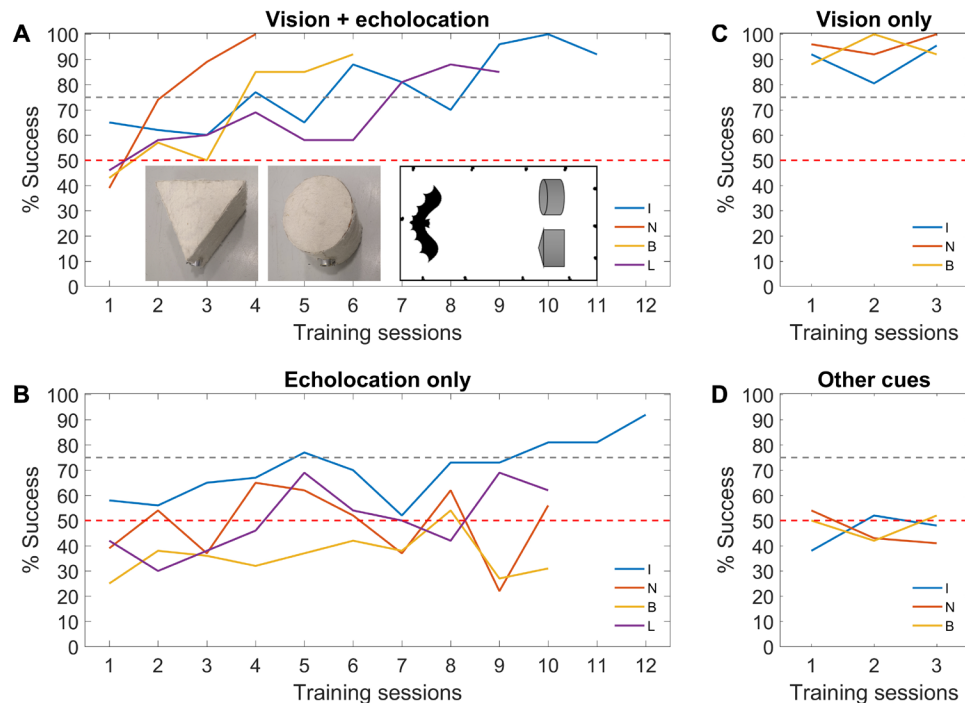 A
Vision + echolocation
% Success
100
90
80
70
60
50
40
30
20
10
0
I
N
B
L
1 2 3 4 5 6 7 8 9 10 11 12
Training sessions
C
Vision only
% Success
100
90
80
70
60
50
40
30
20
10
0
I
N
B
1 2 3
Training sessions
B
Echolocation only
% Success
100
90
80
70
60
50
40
30
20
10
0
I
N
B
L
1 2 3 4 5 6 7 8 9 10 11 12
Training sessions
D
Other cues
% Success
100
90
80
70
60
50
40
30
20
10
0
I
N
B
1 2 3
Training sessions